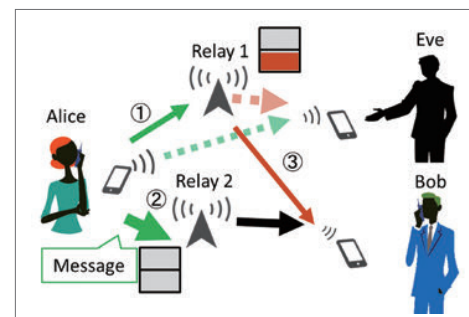 Relay 1
Eve
Alice
①
③
②
Relay 2
Bob
Message